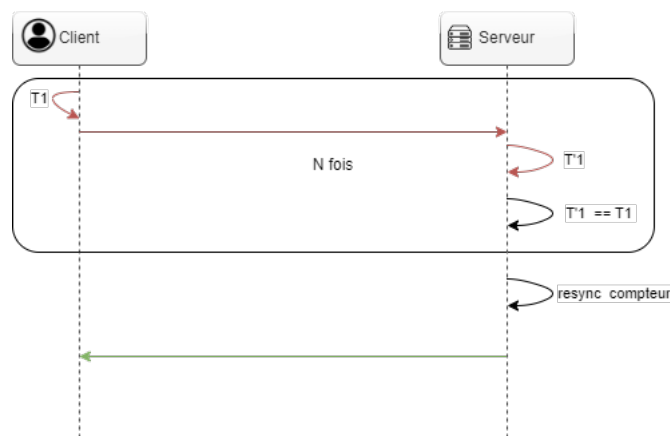 Client
Serveur
T1
N fois
T'1
T'1 == T1
resync compteur